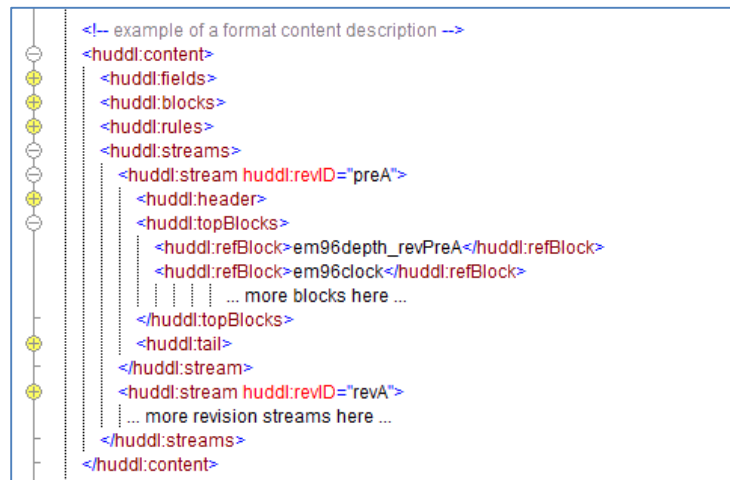 <!-- example of a format content description -->
<huddl:content>
<huddl:fields>
<huddl:blocks>
<huddl:rules>
<huddl:streams>
<huddl:stream huddl:revID="preA">
<huddl:header>
<huddl:topBlocks>
<huddl:refBlock>em96depth_revPreA</huddl:refBlock>
<huddl:refBlock>em96clock</huddl:refBlock>
... more blocks here ...
</huddl:topBlocks>
<huddl:tail>
</huddl:stream>
<huddl:stream huddl:revID="revA">
... more revision streams here ...
</huddl:streams>
</huddl:content>